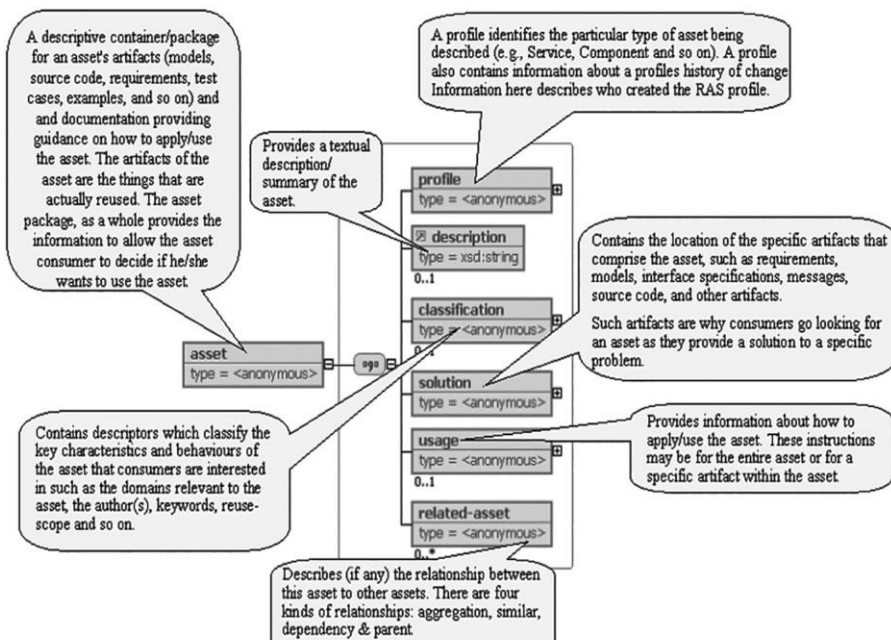 A descriptive container/package
for an asset's artifacts (models,
source code, requirements, test
cases, examples, and so on) and
and documentation providing
guidance on how to apply/use
the asset. The artifacts of the
asset are the things that are
actually reused. The asset
package, as a whole provides the
information to allow the asset
consumer to decide if he/she
wants to use the asset
A profile identifies the particular type of asset being
described (e.g., Service, Component and so on). A profile
also contains information about a profiles history of change
Information here describes who created the RAS profile.
Provides a textual
description/
summary of the
asset.
profile
type = <anonymous>
description
type = xsd:string
0..1
classification
type = <anonymous>
0..1
Contains the location of the specific artifacts that
comprise the asset, such as requirements,
models, interface specifications, messages,
source code, and other artifacts.
Such artifacts are why consumers go looking for
an asset as they provide a solution to a specific
problem.
asset
type = <anonymous>
solution
type = <anonymous>
usage
type = <anonymous>
0..1
Provides information about how to
apply/use the asset. These instructions
may be for the entire asset or for a
specific artifact within the asset
Contains descriptors which classify the
key characteristics and behaviours of
the asset that consumers are interested
in such as the domains relevant to the
asset, the author(s), keywords, reuse-
scope and so on.
related-asset
type = <anonymous>
0..*
Describes (if any) the relationship between
this asset to other assets. There are four
kinds of relationships: aggregation, similar,
dependency & parent